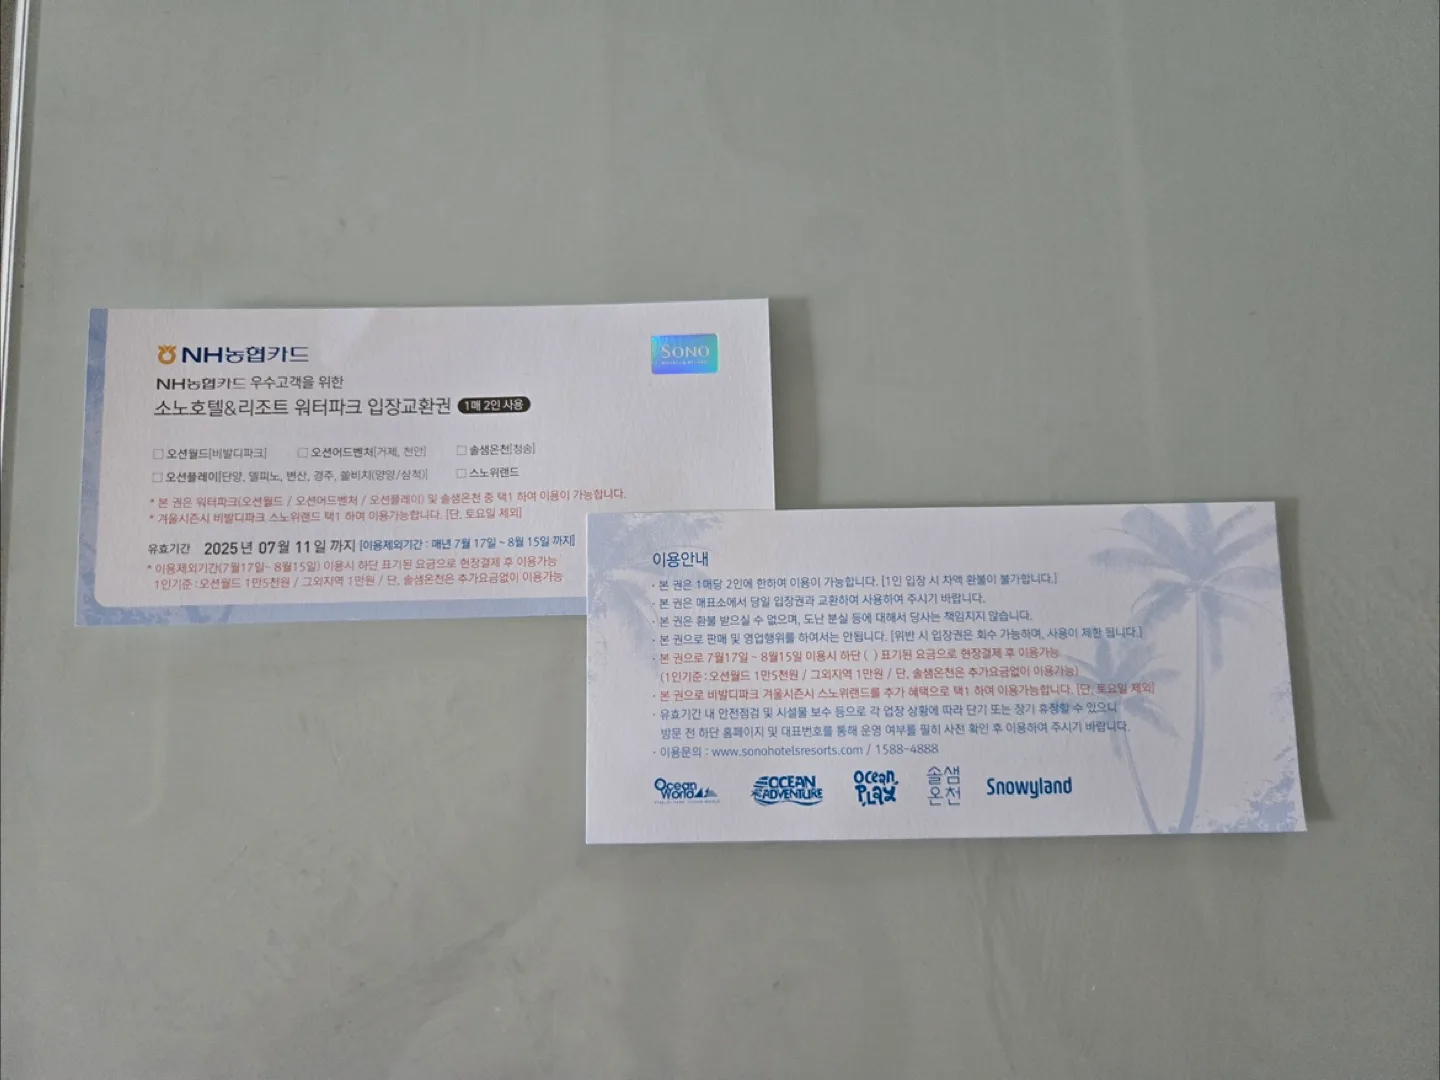 NH농협카드
SONO
NH농협카드 우수고객을 위한
소노호텔&리조트 워터파크 입장교환권 1매 2인 사용
□ 오션월드[비발디파크] □ 오션어드벤처[거제, 천안] □ 솔샘온천[청송]
□ 오션플레이[단양, 델피노, 변산, 경주, 쏠비치(양양/삼척)] □ 스노위랜드
* 본 권은 워터파크(오션월드 / 오션어드벤처 / 오션플레이) 및 솔샘온천 중 택1 하여 이용이 가능합니다.
* 겨울시즌시 비발디파크 스노위랜드 택1 하여 이용가능합니다. [단, 토요일 제외]
유효기간 2025년 07월 11일 까지 [이용제외기간 : 매년 7월 17일 ~ 8월 15일 까지]
* 이용제외기간(7월17일~ 8월15일) 이용시 하단 표기된 요금으로 현장결제 후 이용가능
1인기준 : 오션월드 1만5천원 / 그외지역 1만원 / 단, 솔샘온천은 추가요금없이 이용가능
이용안내
· 본 권은 1매당 2인에 한하여 이용이 가능합니다. [1인 입장 시 차액 환불이 불가합니다.]
· 본 권은 매표소에서 당일 입장권과 교환하여 사용하여 주시기 바랍니다.
· 본 권은 환불 받으실 수 없으며, 도난 분실 등에 대해서 당사는 책임지지 않습니다.
· 본 권으로 판매 및 영업행위를 하여서는 안됩니다. [위반 시 입장권은 회수 가능하며, 사용이 제한 됩니다.]
· 본 권으로 7월17일 ~ 8월15일 이용시 하단 ( ) 표기된 요금으로 현장결제 후 이용가능
(1인기준 : 오션월드 1만5천원 / 그외지역 1만원 / 단, 솔샘온천은 추가요금없이 이용가능)
· 본 권으로 비발디파크 겨울시즌시 스노위랜드를 추가 혜택으로 택1 하여 이용가능합니다. [단, 토요일 제외]
· 유효기간 내 안전점검 및 시설물 보수 등으로 각 업장 상황에 따라 단기 또는 장기 휴장할 수 있으니
방문 전 하단 홈페이지 및 대표번호를 통해 운영 여부를 필히 사전 확인 후 이용하여 주시기 바랍니다.
· 이용문의 : www.sonohotelsresorts.com / 1588-4888
Ocean World
OCEAN ADVENTURE
Ocean PLAY
솔샘온천
Snowyland